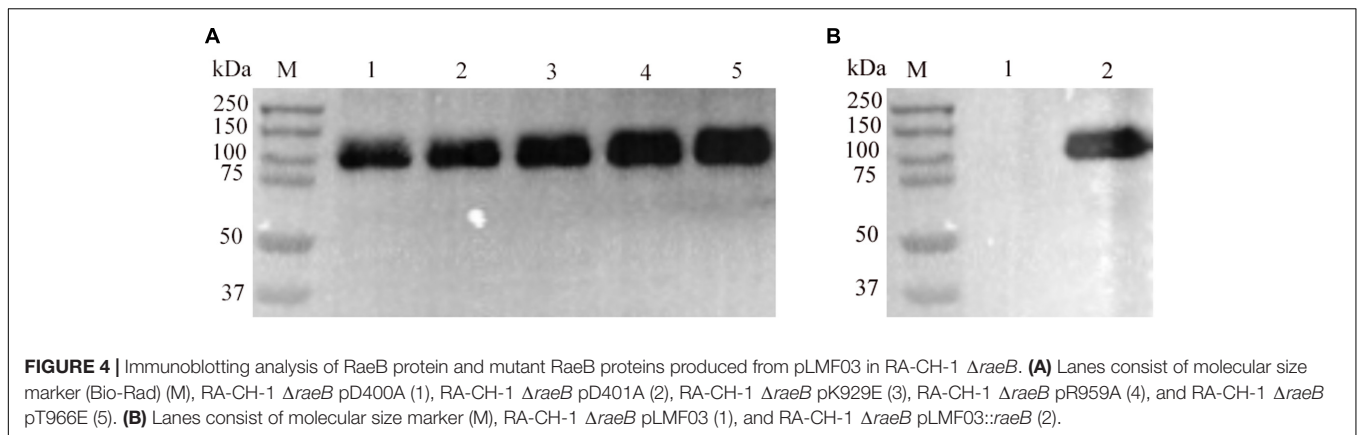 A
kDa M 1 2 3 4 5
250
150
100
75
50
37
B
kDa M 1 2
250
150
100
75
50
37
FIGURE 4 | Immunoblotting analysis of RaeB protein and mutant RaeB proteins produced from pLMF03 in RA-CH-1 ΔraeB. (A) Lanes consist of molecular size
marker (Bio-Rad) (M), RA-CH-1 ΔraeB pD400A (1), RA-CH-1 ΔraeB pD401A (2), RA-CH-1 ΔraeB pK929E (3), RA-CH-1 ΔraeB pR959A (4), and RA-CH-1 ΔraeB
pT966E (5). (B) Lanes consist of molecular size marker (M), RA-CH-1 ΔraeB pLMF03 (1), and RA-CH-1 ΔraeB pLMF03::raeB (2).